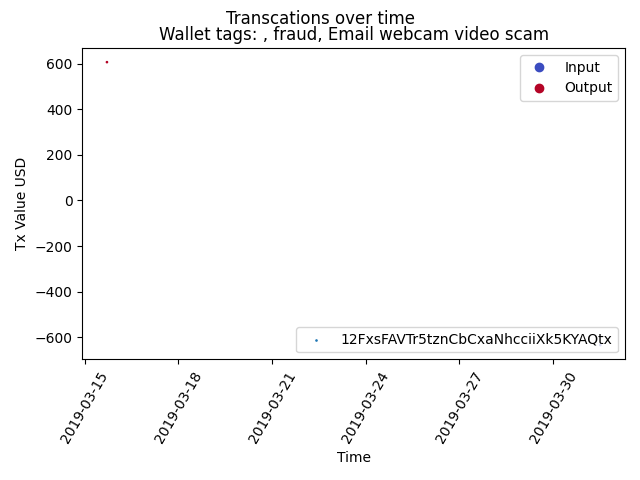 Transcations over time
Wallet tags: , fraud, Email webcam video scam
Tx Value USD
600
400
200
0
−200
−400
−600
Input
Output
12FxsFAVTr5tznCbCxaNhcciiXk5KYAQtx
2019-03-15
2019-03-18
2019-03-21
2019-03-24
2019-03-27
2019-03-30
Time